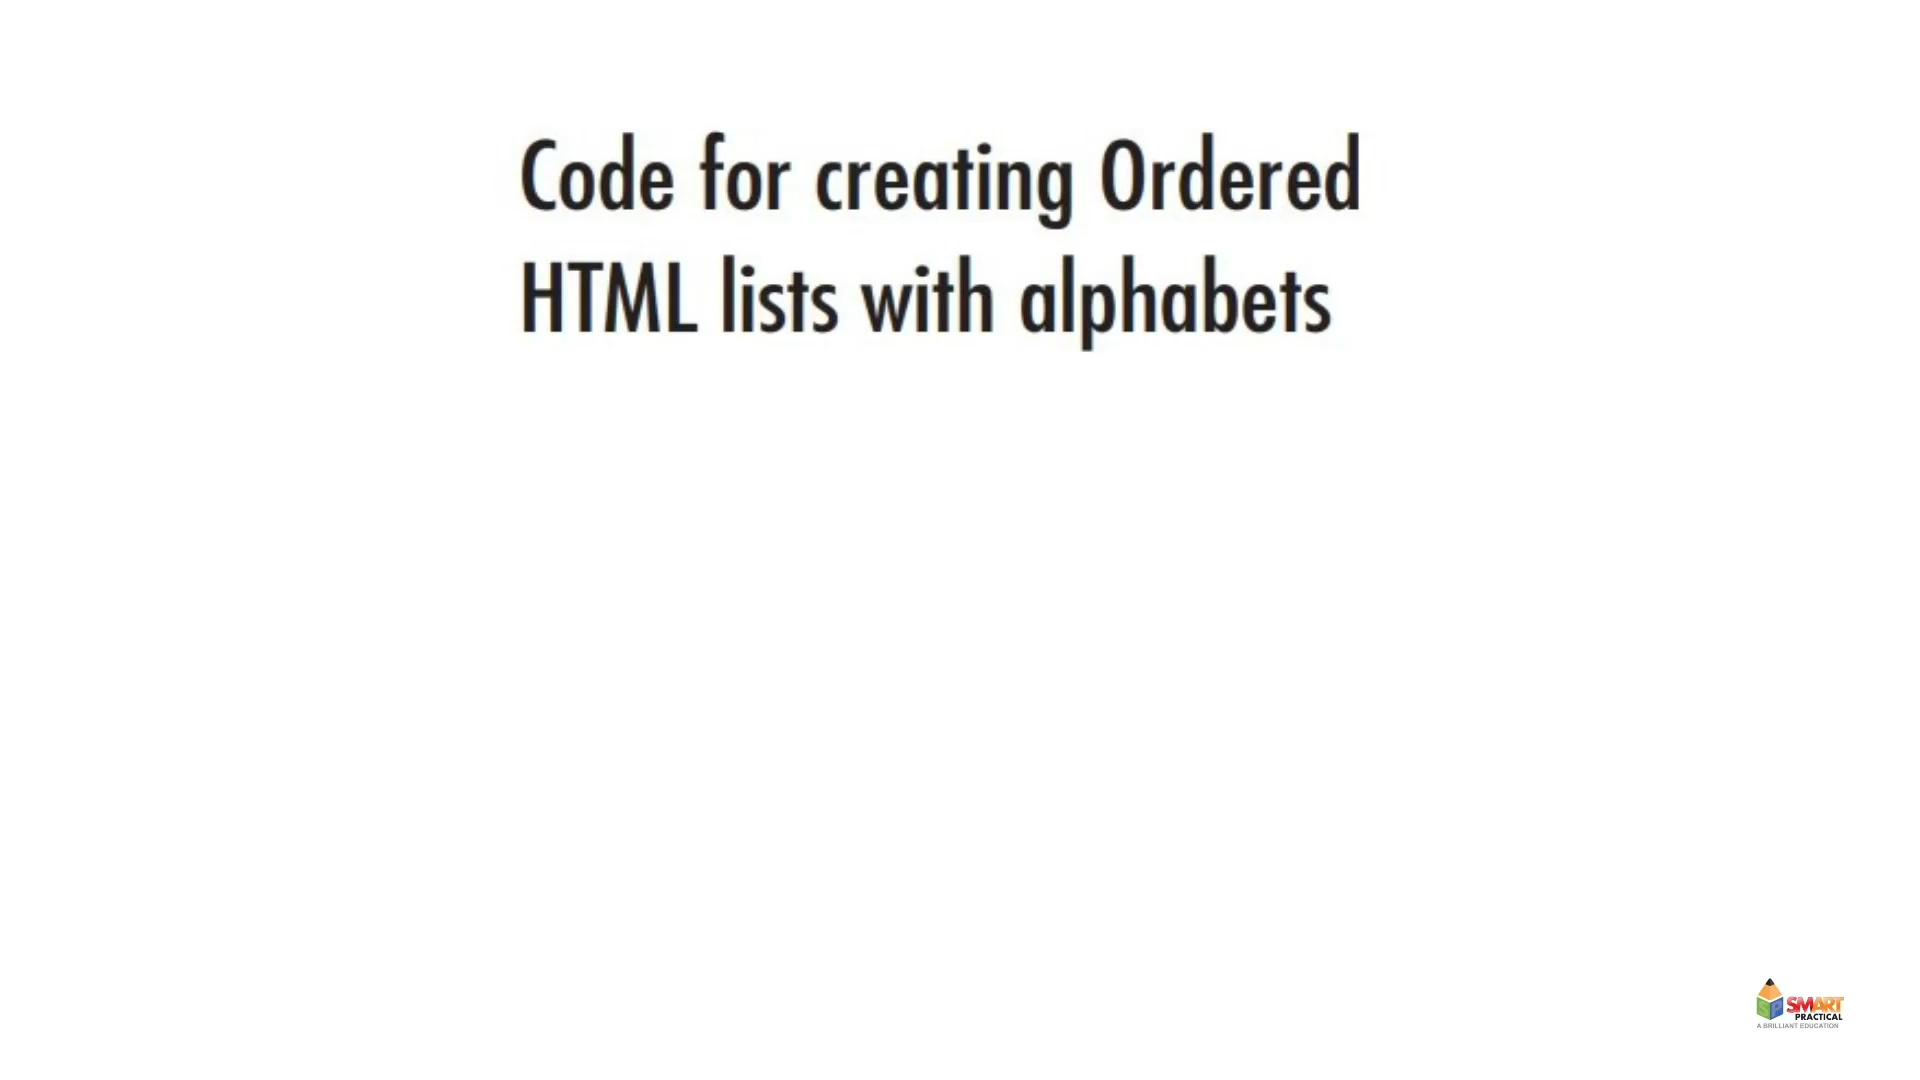 Code for creating Ordered
HTML lists with alphabets
SMART
PRACTICAL
A BRILLIANT EDUCATION